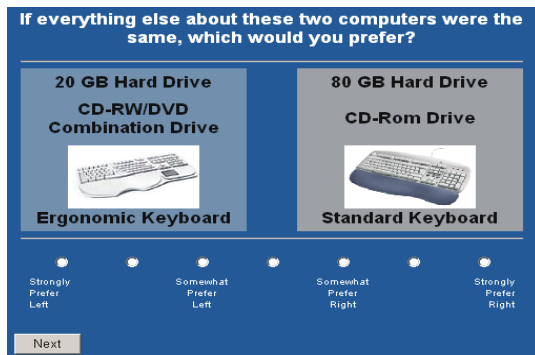 If everything else about these two computers were the
same, which would you prefer?
20 GB Hard Drive
CD-RW/DVD
Combination Drive
Ergonomic Keyboard
80 GB Hard Drive
CD-Rom Drive
Standard Keyboard
Strongly
Prefer
Left
Somewhat
Prefer
Left
Somewhat
Prefer
Right
Strongly
Prefer
Right
Next